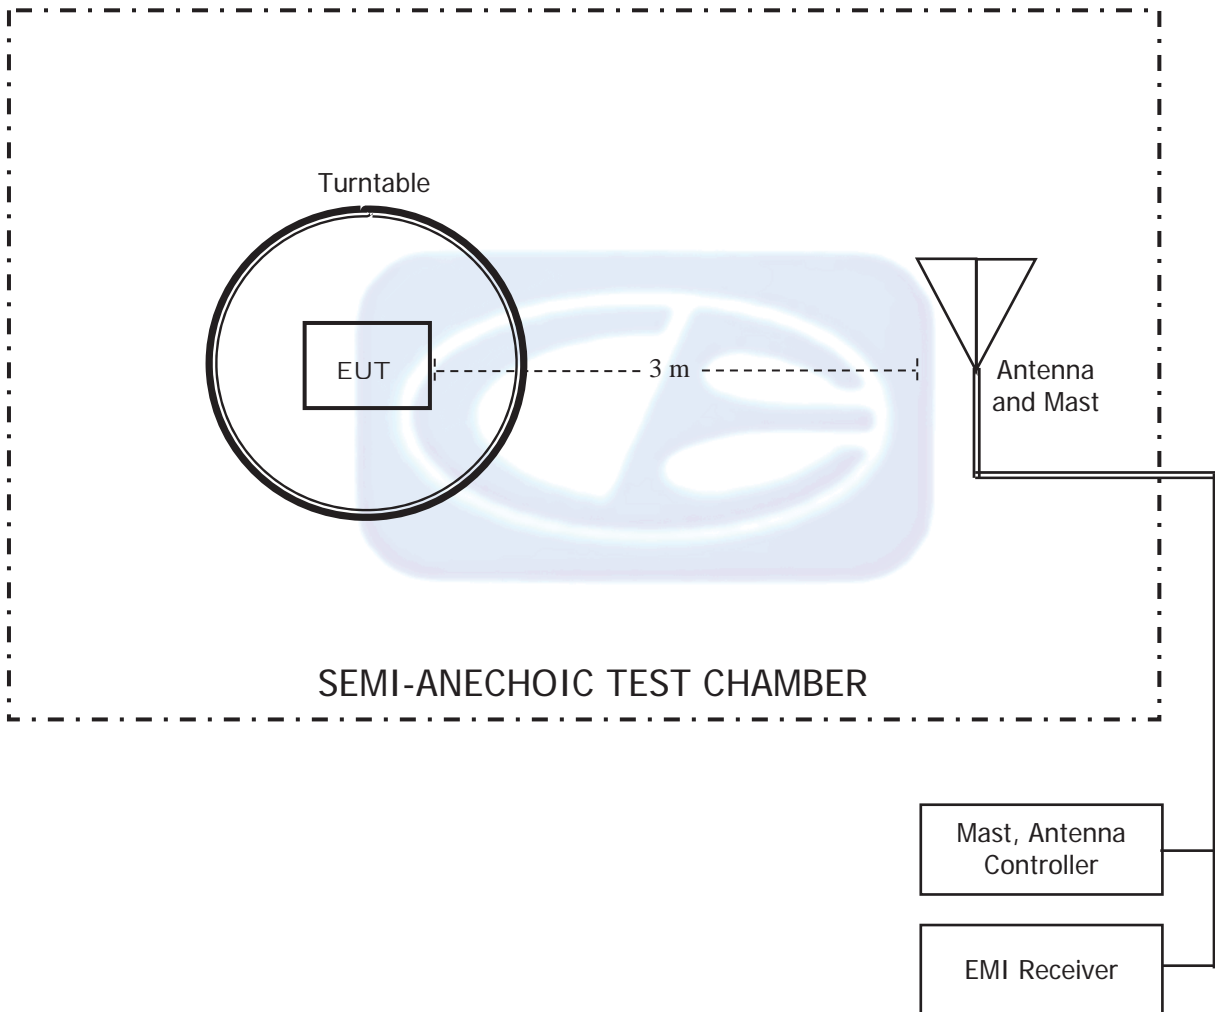 Turntable
EUT
3 m
Antenna
and Mast
SEMI-ANECHOIC TEST CHAMBER
Mast, Antenna
Controller
EMI Receiver